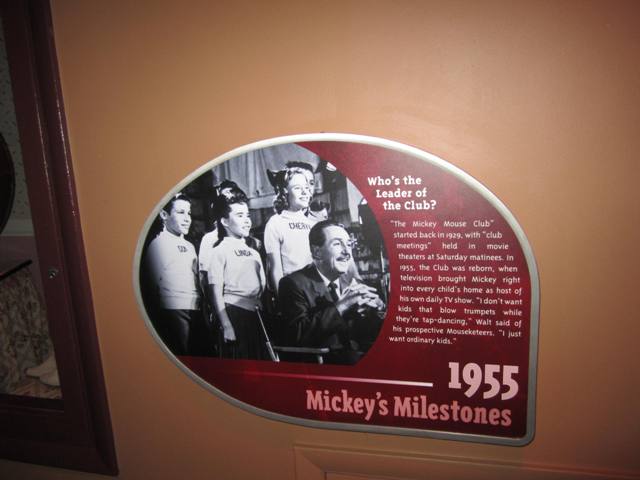 Who's the
Leader of
the Club?
"The Mickey Mouse Club"
started back in 1929, with "club
meetings" held in movie
theaters at Saturday matinees. In
1955, the Club was reborn, when
television brought Mickey right
into every child's home as host of
his own daily TV show. "I don't want
kids that blow trumpets while
they're tap-dancing," Walt said of
his prospective Mouseketeers. "I just
want ordinary kids."
LINDA
CHERYL
1955
Mickey's Milestones